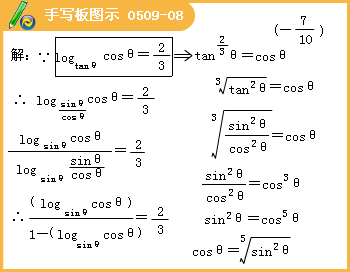 手写板图示 0509-08
(-7/10)
解：∵ log_{tanθ} cosθ = 2/3 ⇒ tan^{2/3}θ = cosθ
∛(tan²θ) = cosθ
∴ log_{sinθ/cosθ} cosθ = 2/3
∛(sin²θ/cos²θ) = cosθ
(log_{sinθ} cosθ)/(log_{sinθ} sinθ/cosθ) = 2/3
sin²θ/cos²θ = cos³θ
sin²θ = cos⁵θ
∴ (log_{sinθ} cosθ)/(1-(log_{sinθ} cosθ)) = 2/3
cosθ = ⁵√(sin²θ)